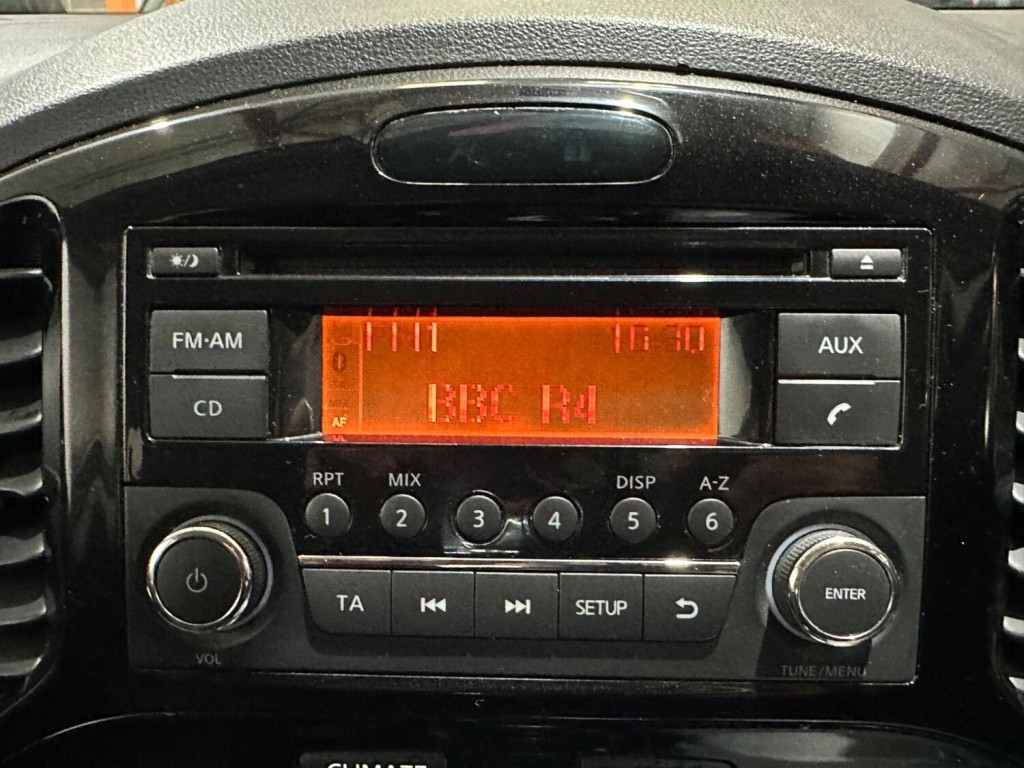 FM·AM
AUX
16:30
CD
AF
BBC R4
RPT MIX DISP A-Z
1 2 3 4 5 6
TA SETUP ENTER
VOL
TUNE/MENU
CLIMATE